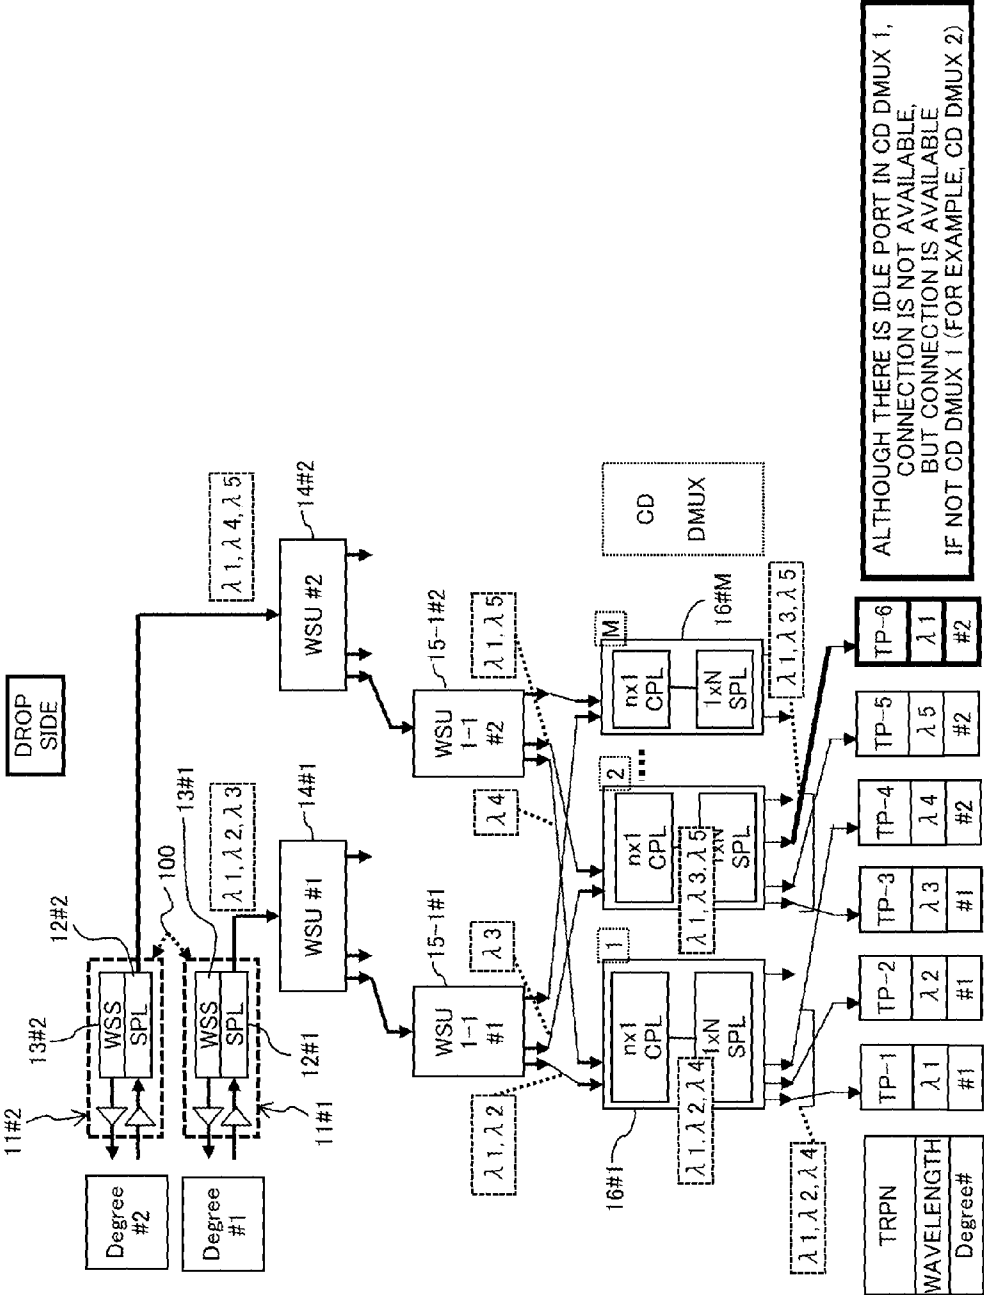 DROP
SIDE
Degree
#2
11#2
13#2
WSS
SPL
12#2
100
Degree
#1
11#1
WSS
SPL
12#1
13#1
λ1, λ2, λ3
λ1, λ4, λ5
WSU #1
14#1
WSU #2
14#2
WSU
1-1
#1
15-1#1
WSU
1-1
#2
15-1#2
λ1, λ2
λ3
λ4
λ1, λ5
16#1
1
nx1
CPL
1xN
SPL
λ1, λ2, λ4
2
nx1
CPL
1xN
SPL
λ1, λ3, λ5
M
nx1
CPL
1xN
SPL
16#M
CD
DMUX
λ1, λ2, λ4
λ1, λ3, λ5
TRPN
WAVELENGTH
Degree#
TP-1
λ1
#1
TP-2
λ2
#1
TP-3
λ3
#1
TP-4
λ4
#2
TP-5
λ5
#2
TP-6
λ1
#2
ALTHOUGH THERE IS IDLE PORT IN CD DMUX 1,
CONNECTION IS NOT AVAILABLE,
BUT CONNECTION IS AVAILABLE
IF NOT CD DMUX 1 (FOR EXAMPLE, CD DMUX 2)